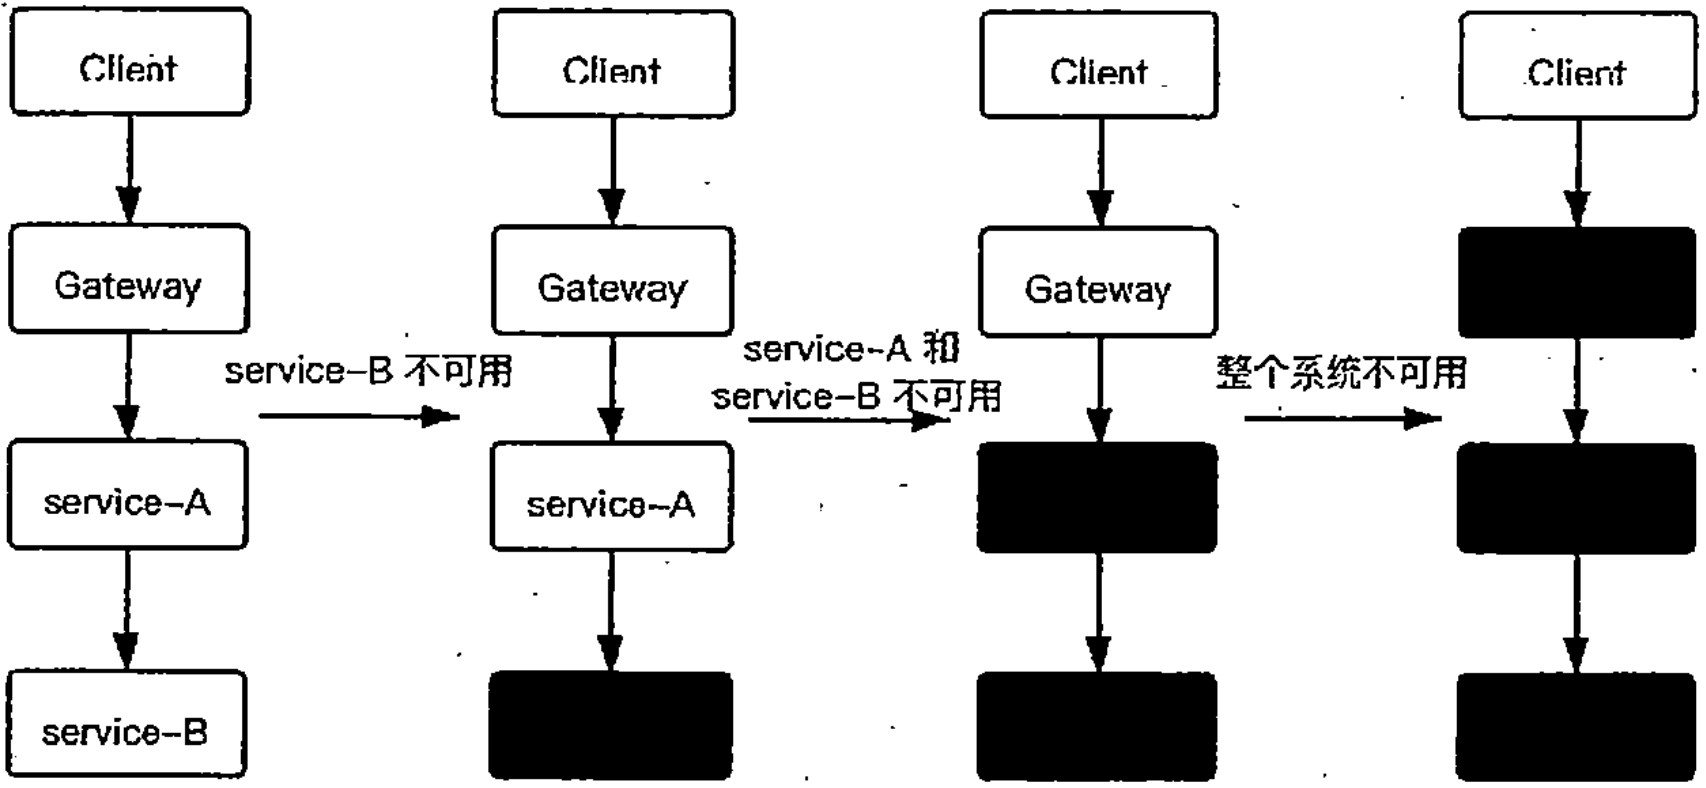 Client
Client
Client
Client
Gateway
Gateway
Gateway
service-B 不可用
service-A 和
service-B 不可用
整个系统不可用
service-A
service-A
service-B